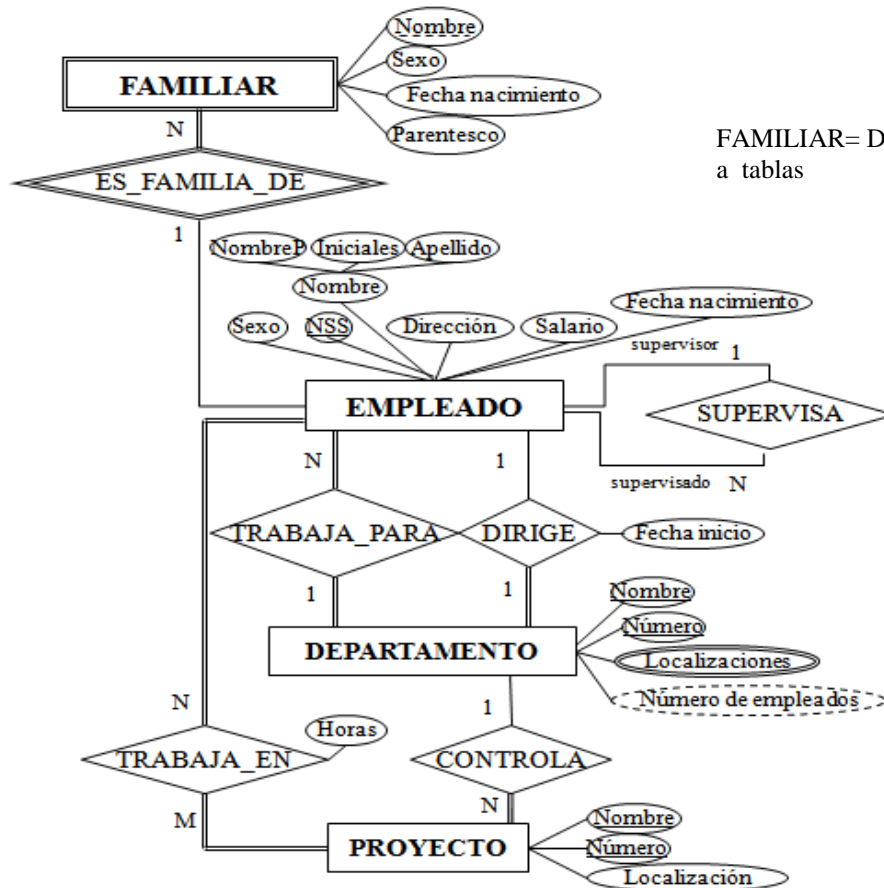 Nombre
Sexo
FAMILIAR
Fecha nacimiento
Parentesco
N
FAMILIAR= D
a tablas
ES_FAMILIA_DE
1
NombreP Iniciales Apellido
Nombre
Fecha nacimiento
Sexo NSS Dirección Salario
supervisor 1
EMPLEADO
SUPERVISA
N 1
supervisado N
TRABAJA_PARA DIRIGE Fecha inicio
1 1
Nombre
Número
DEPARTAMENTO
Localizaciones
Número de empleados
N 1
Horas
TRABAJA_EN CONTROLA
N
M
Nombre
PROYECTO
Número
Localización